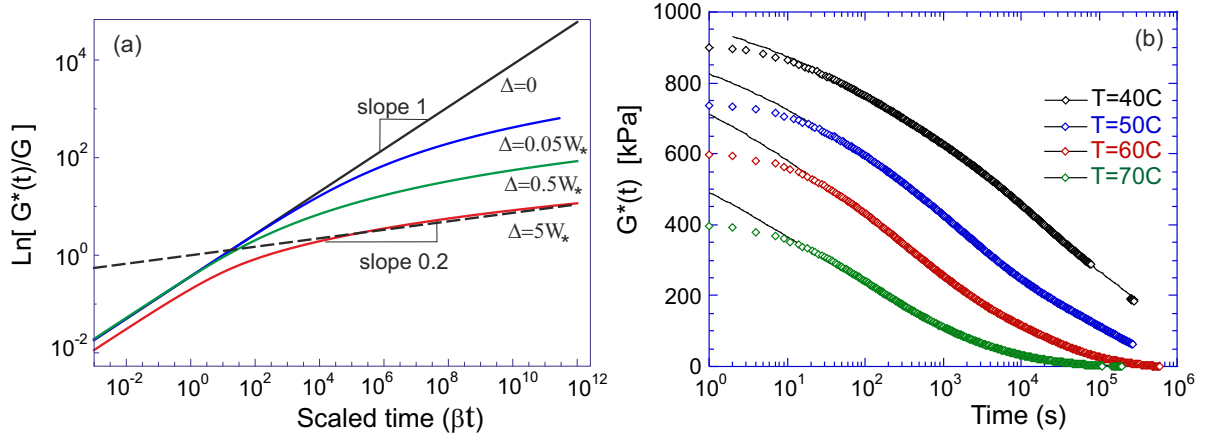 (a)
10^4
10^2
10^0
10^-2
Ln[ G*(t)/G ]
slope 1
Δ=0
Δ=0.05W*
Δ=0.5W*
Δ=5W*
slope 0.2
10^-2 10^0 10^2 10^4 10^6 10^8 10^10 10^12
Scaled time (βt)
(b)
1000
800
600
400
200
0
G*(t) [kPa]
T=40C
T=50C
T=60C
T=70C
10^0 10^1 10^2 10^3 10^4 10^5 10^6
Time (s)